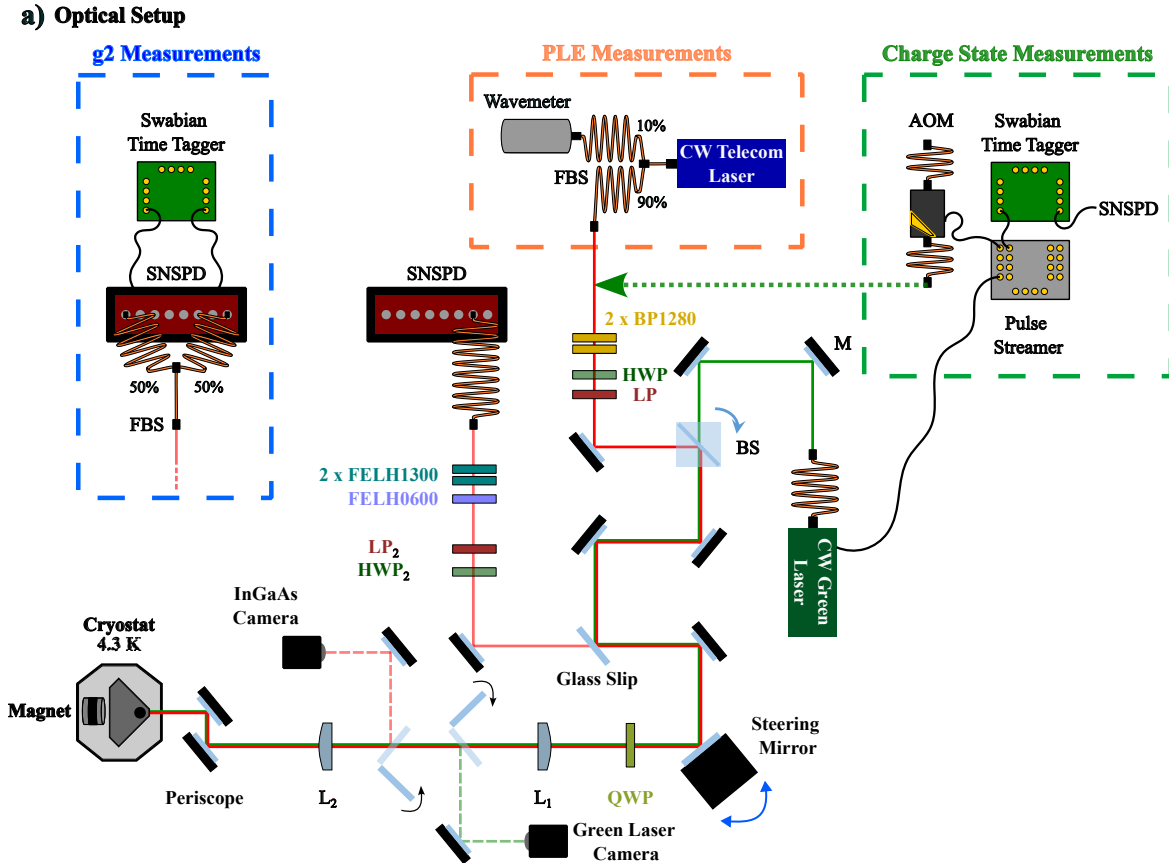 a) Optical Setup
g2 Measurements
PLE Measurements
Charge State Measurements
Swabian
Time Tagger
SNSPD
50%
50%
FBS
Wavemeter
10%
FBS
90%
CW Telecom
Laser
AOM
Swabian
Time Tagger
SNSPD
Pulse
Streamer
SNSPD
2 x BP1280
HWP
LP
M
BS
2 x FELH1300
FELH0600
LP₂
HWP₂
CW Green
Laser
InGaAs
Camera
Cryostat
4.3 K
Magnet
Glass Slip
Steering
Mirror
Periscope
L₂
L₁
QWP
Green Laser
Camera